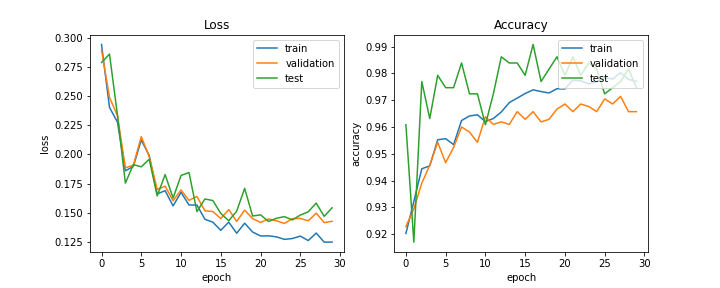 Loss
0.300
0.275
0.250
0.225
0.200
0.175
0.150
0.125
loss
0
5
10
15
20
25
30
epoch
train
validation
test
Accuracy
0.99
0.98
0.97
0.96
0.95
0.94
0.93
0.92
accuracy
0
5
10
15
20
25
30
epoch
train
validation
test